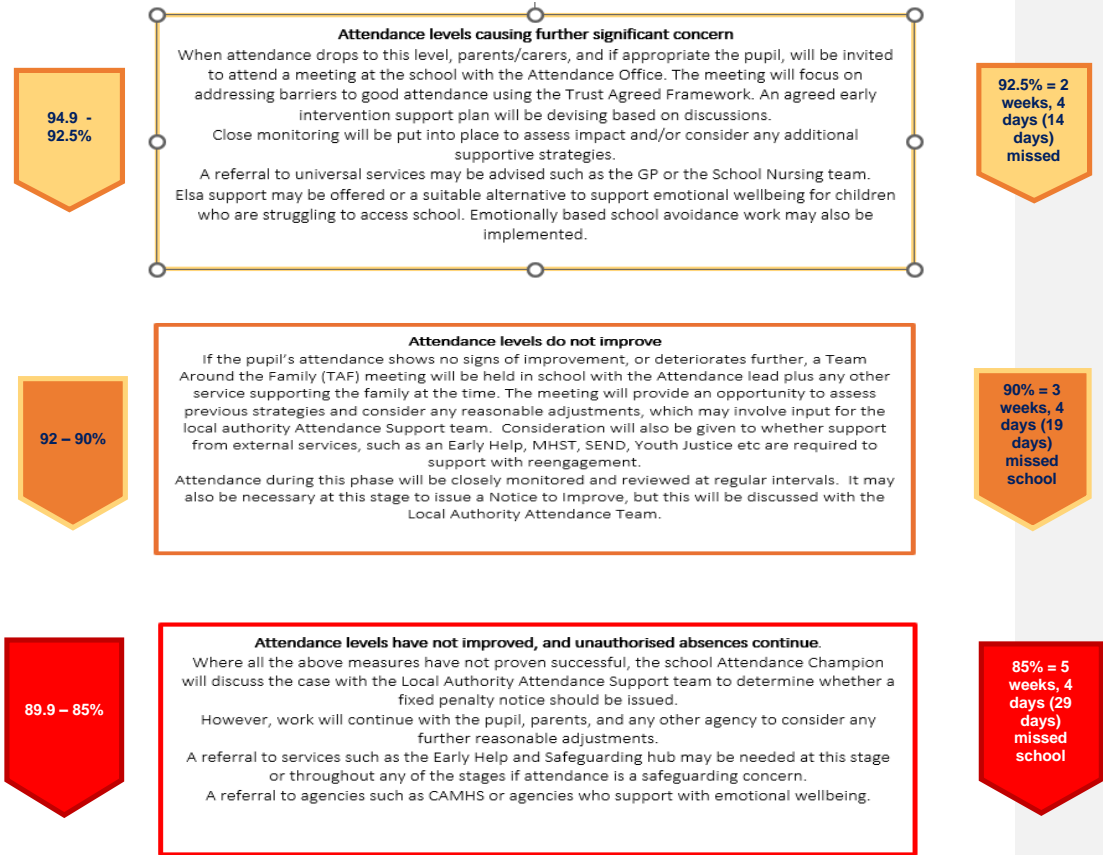 94.9 -
92.5%
Attendance levels causing further significant concern
When attendance drops to this level, parents/carers, and if appropriate the pupil, will be invited
to attend a meeting at the school with the Attendance Office. The meeting will focus on
addressing barriers to good attendance using the Trust Agreed Framework. An agreed early
intervention support plan will be devising based on discussions.
Close monitoring will be put into place to assess impact and/or consider any additional
supportive strategies.
A referral to universal services may be advised such as the GP or the School Nursing team.
Elsa support may be offered or a suitable alternative to support emotional wellbeing for children
who are struggling to access school. Emotionally based school avoidance work may also be
implemented.
92.5% = 2
weeks, 4
days (14
days)
missed
92 – 90%
Attendance levels do not improve
If the pupil's attendance shows no signs of improvement, or deteriorates further, a Team
Around the Family (TAF) meeting will be held in school with the Attendance lead plus any other
service supporting the family at the time. The meeting will provide an opportunity to assess
previous strategies and consider any reasonable adjustments, which may involve input for the
local authority Attendance Support team.  Consideration will also be given to whether support
from external services, such as an Early Help, MHST, SEND, Youth Justice etc are required to
support with reengagement.
Attendance during this phase will be closely monitored and reviewed at regular intervals.  It may
also be necessary at this stage to issue a Notice to Improve, but this will be discussed with the
Local Authority Attendance Team.
90% = 3
weeks, 4
days (19
days)
missed
school
89.9 – 85%
Attendance levels have not improved, and unauthorised absences continue.
Where all the above measures have not proven successful, the school Attendance Champion
will discuss the case with the Local Authority Attendance Support team to determine whether a
fixed penalty notice should be issued.
However, work will continue with the pupil, parents, and any other agency to consider any
further reasonable adjustments.
A referral to services such as the Early Help and Safeguarding hub may be needed at this stage
or throughout any of the stages if attendance is a safeguarding concern.
A referral to agencies such as CAMHS or agencies who support with emotional wellbeing.
85% = 5
weeks, 4
days (29
days)
missed
school